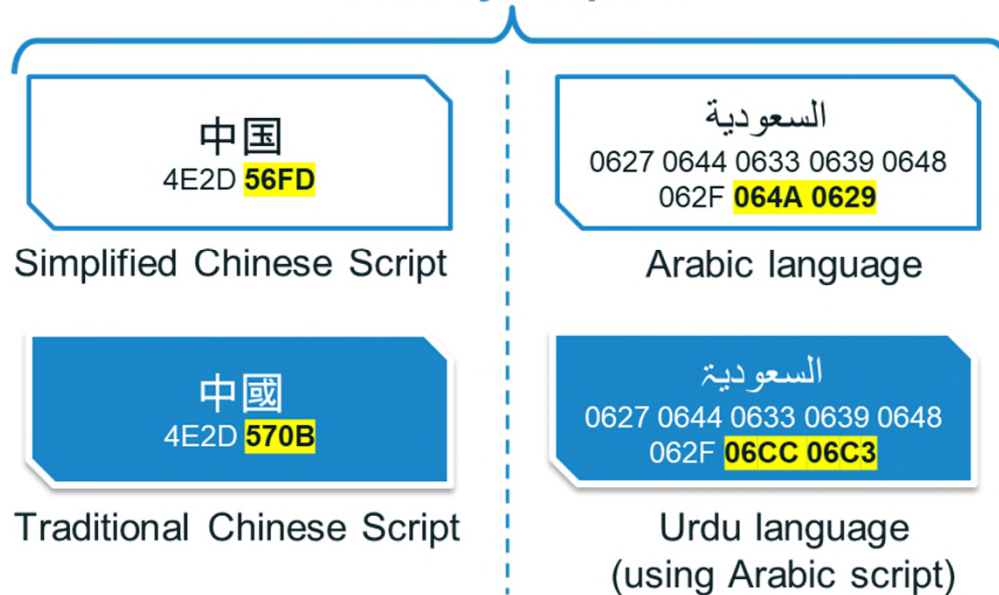 中国
4E2D 56FD
Simplified Chinese Script
中國
4E2D 570B
Traditional Chinese Script
السعودية
0627 0644 0633 0639 0648
062F 064A 0629
Arabic language
السعودیۃ
0627 0644 0633 0639 0648
062F 06CC 06C3
Urdu language
(using Arabic script)